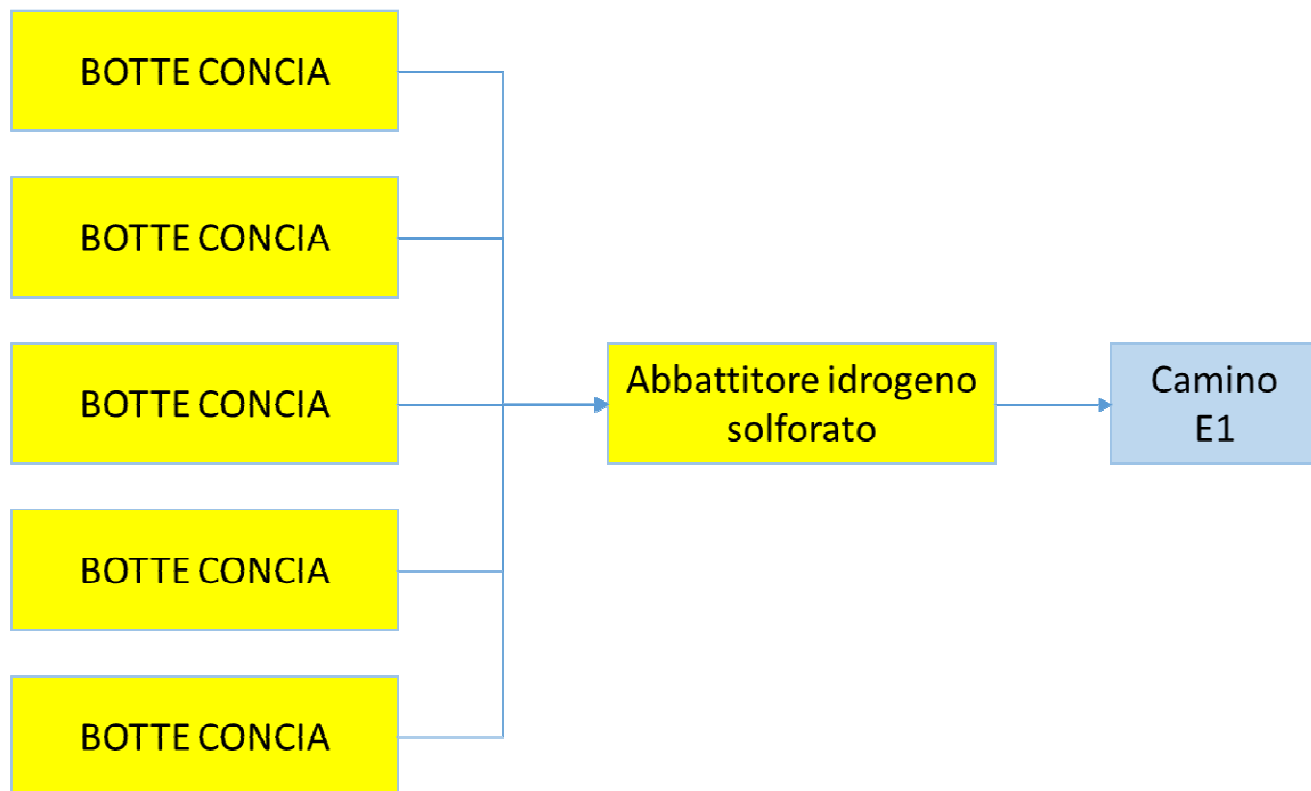 BOTTE CONCIA
BOTTE CONCIA
BOTTE CONCIA
BOTTE CONCIA
BOTTE CONCIA
Abbattitore idrogeno
solforato
Camino
E1